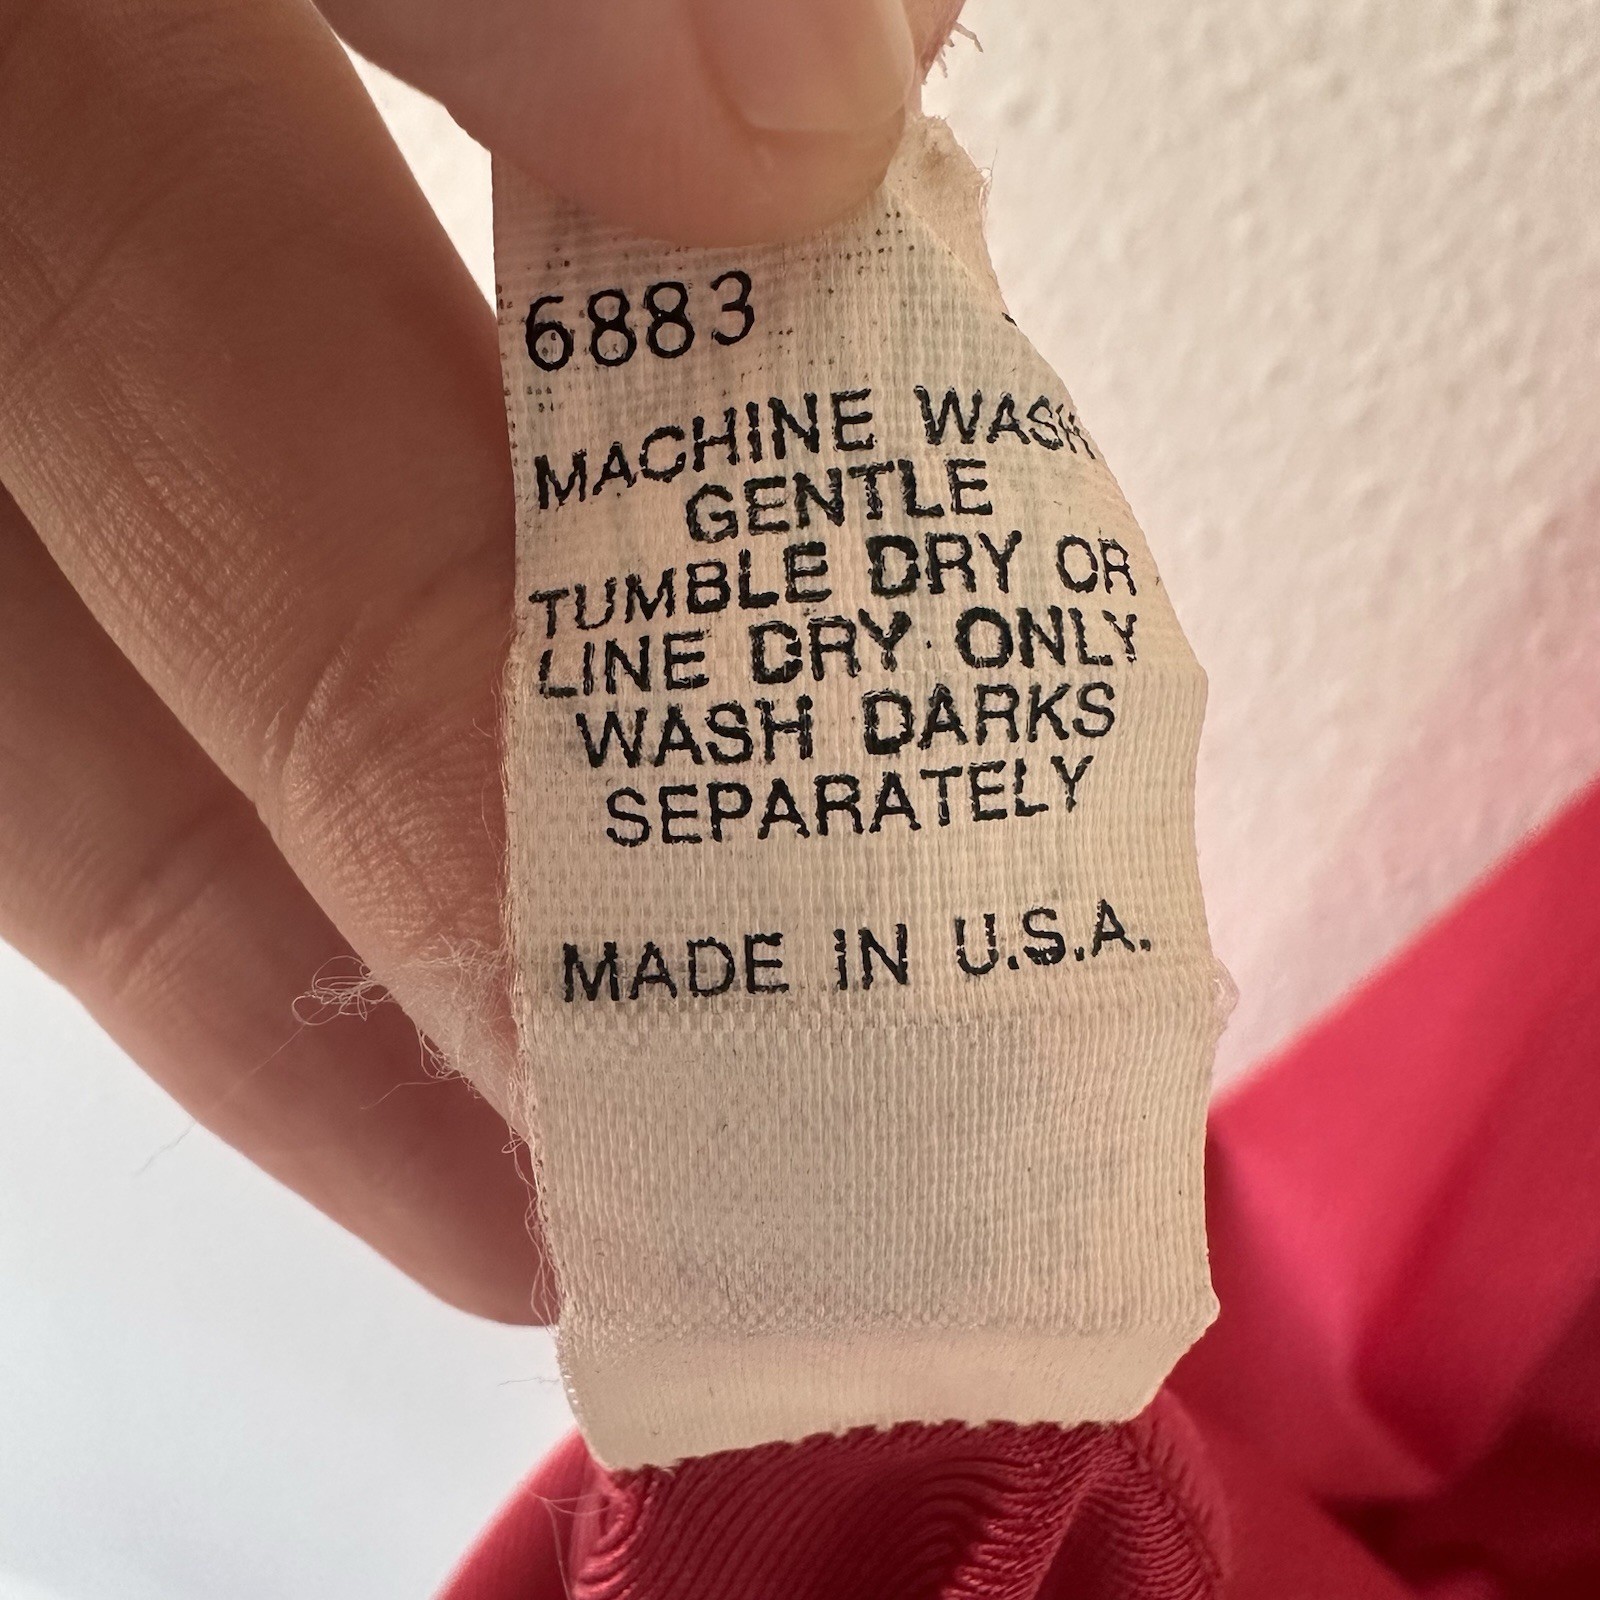 6883
MACHINE WASH
GENTLE
TUMBLE DRY OR
LINE DRY ONLY
WASH DARKS
SEPARATELY
MADE IN U.S.A.